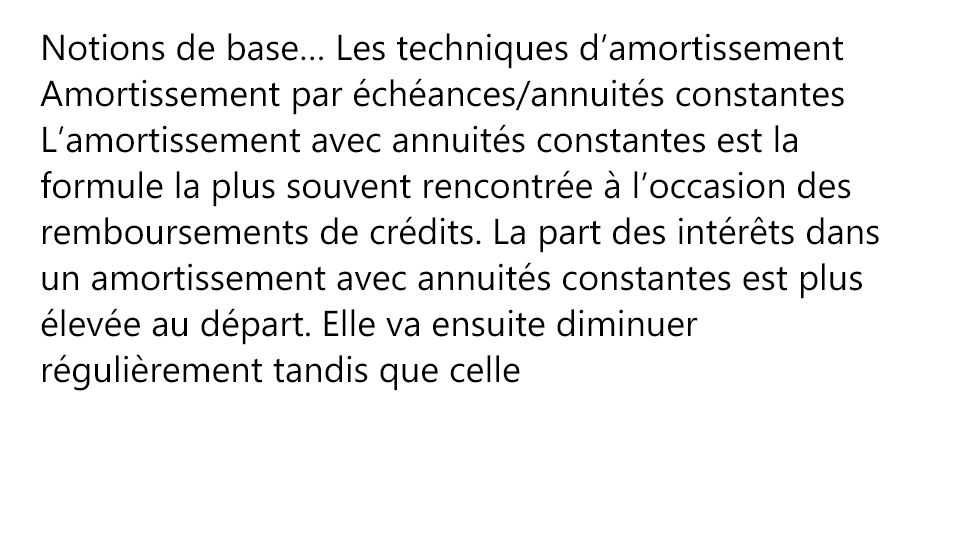 Notions de base… Les techniques d’amortissement
Amortissement par échéances/annuités constantes
L’amortissement avec annuités constantes est la
formule la plus souvent rencontrée à l’occasion des
remboursements de crédits. La part des intérêts dans
un amortissement avec annuités constantes est plus
élevée au départ. Elle va ensuite diminuer
régulièrement tandis que celle